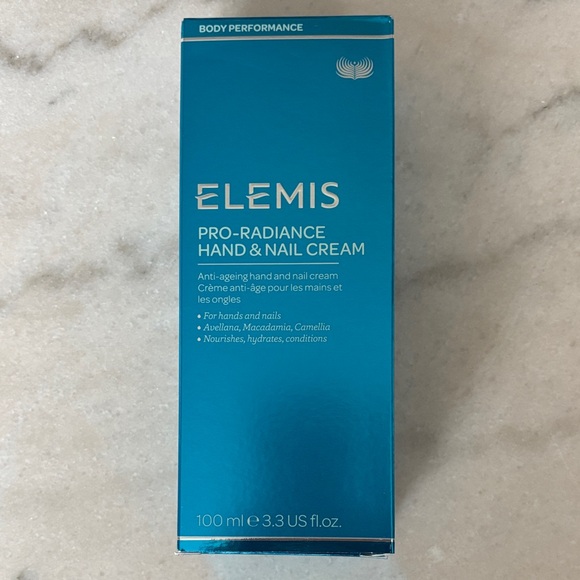 BODY PERFORMANCE
ELEMIS
PRO-RADIANCE
HAND & NAIL CREAM
Anti-ageing hand and nail cream
Crème anti-âge pour les mains et
les ongles
• For hands and nails
• Avellana, Macadamia, Camellia
• Nourishes, hydrates, conditions
100 ml ℮ 3.3 US fl.oz.